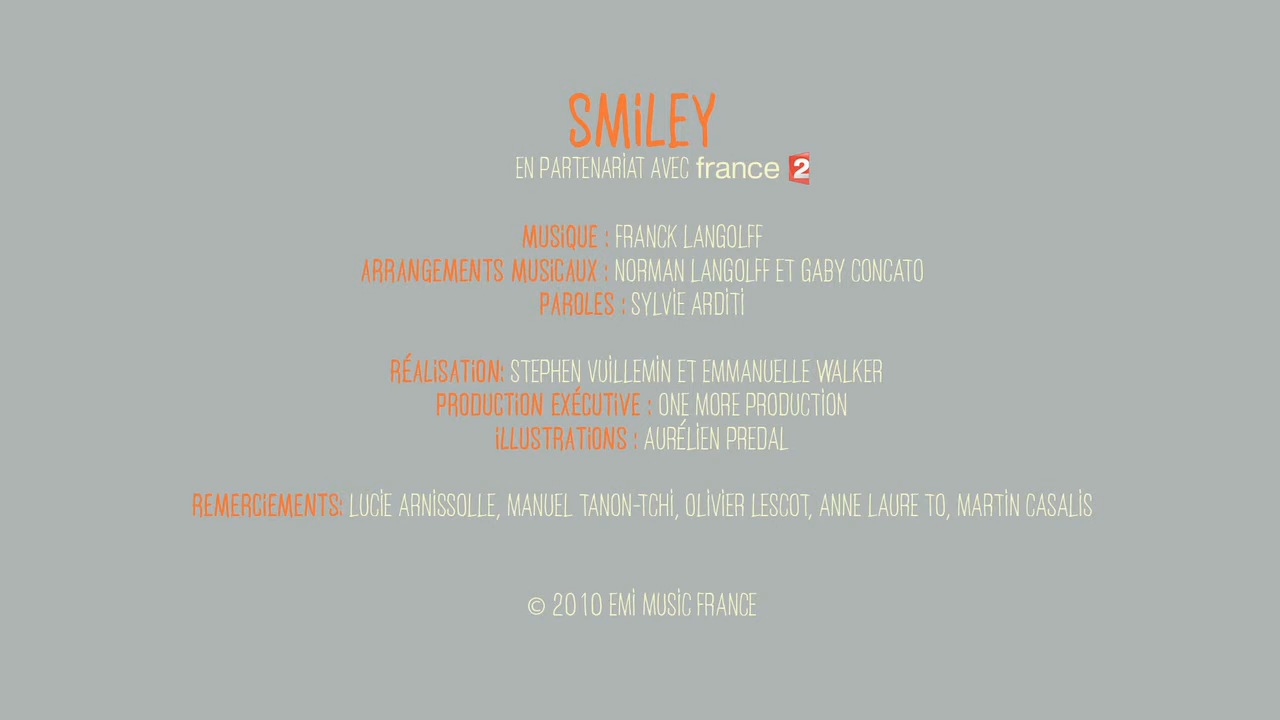 SMILEY
EN PARTENARIAT AVEC france 2
MUSIQUE : FRANCK LANGOLFF
ARRANGEMENTS MUSICAUX : NORMAN LANGOLFF ET GABY CONCATO
PAROLES : SYLVIE ARDITI
RÉALISATION: STEPHEN VUILLEMIN ET EMMANUELLE WALKER
PRODUCTION EXÉCUTIVE : ONE MORE PRODUCTION
ILLUSTRATIONS : AURÉLIEN PREDAL
REMERCIEMENTS: LUCIE ARNISSOLLE, MANUEL TANON-TCHI, OLIVIER LESCOT, ANNE LAURE TO, MARTIN CASALIS
© 2010 EMI MUSIC FRANCE